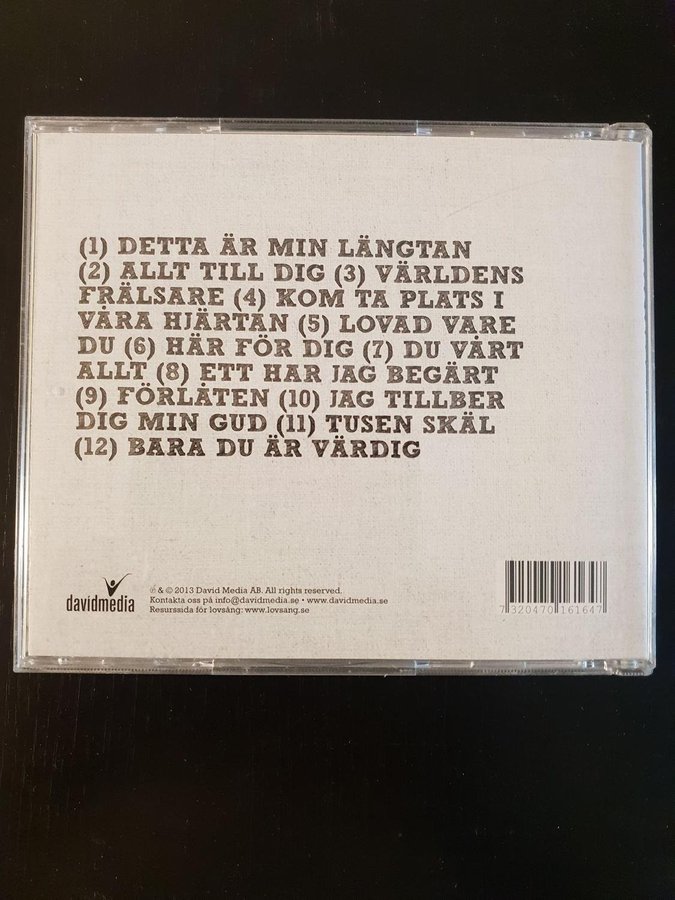 (1) DETTA ÄR MIN LÄNGTAN
(2) ALLT TILL DIG (3) VÄRLDENS
FRÄLSARE (4) KOM TA PLATS I
VÅRA HJÄRTAN (5) LOVAD VARE
DU (6) HÄR FÖR DIG (7) DU VÅRT
ALLT (8) ETT HAR JAG BEGÄRT
(9) FÖRLÅTEN (10) JAG TILLBER
DIG MIN GUD (11) TUSEN SKÄL
(12) BARA DU ÄR VÄRDIG
davidmedia
℗ & © 2013 David Media AB. All rights reserved.
Kontakta oss på info@davidmedia.se • www.davidmedia.se
Resurssida för lovsång: www.lovsang.se
7 320470 161647